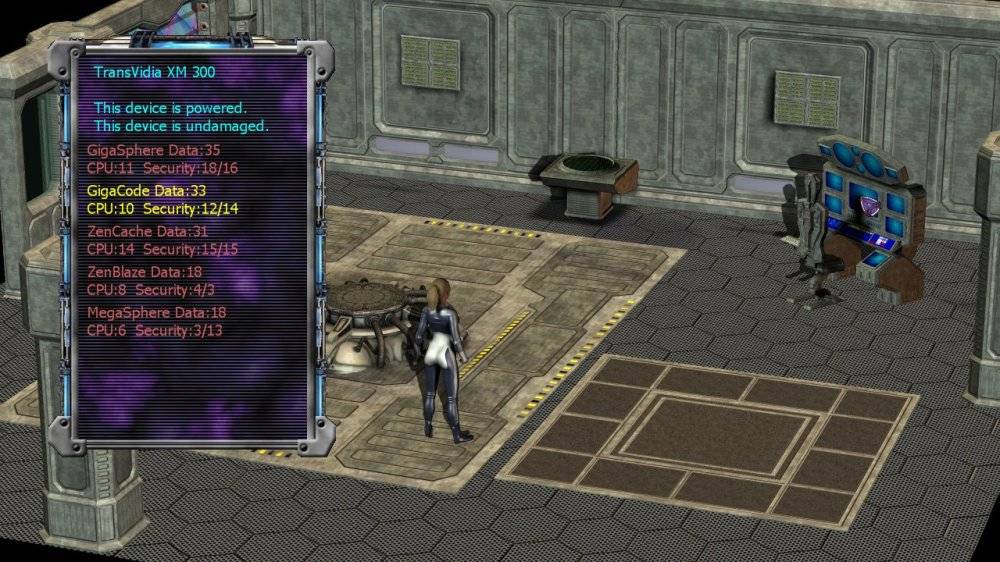 TransVidia XM 300
This device is powered.
This device is undamaged.
GigaSphere Data:35
CPU:11 Security:18/16
GigaCode Data:33
CPU:10 Security:12/14
ZenCache Data:31
CPU:14 Security:15/15
ZenBlaze Data:18
CPU:8 Security:4/3
MegaSphere Data:18
CPU:6 Security:3/13